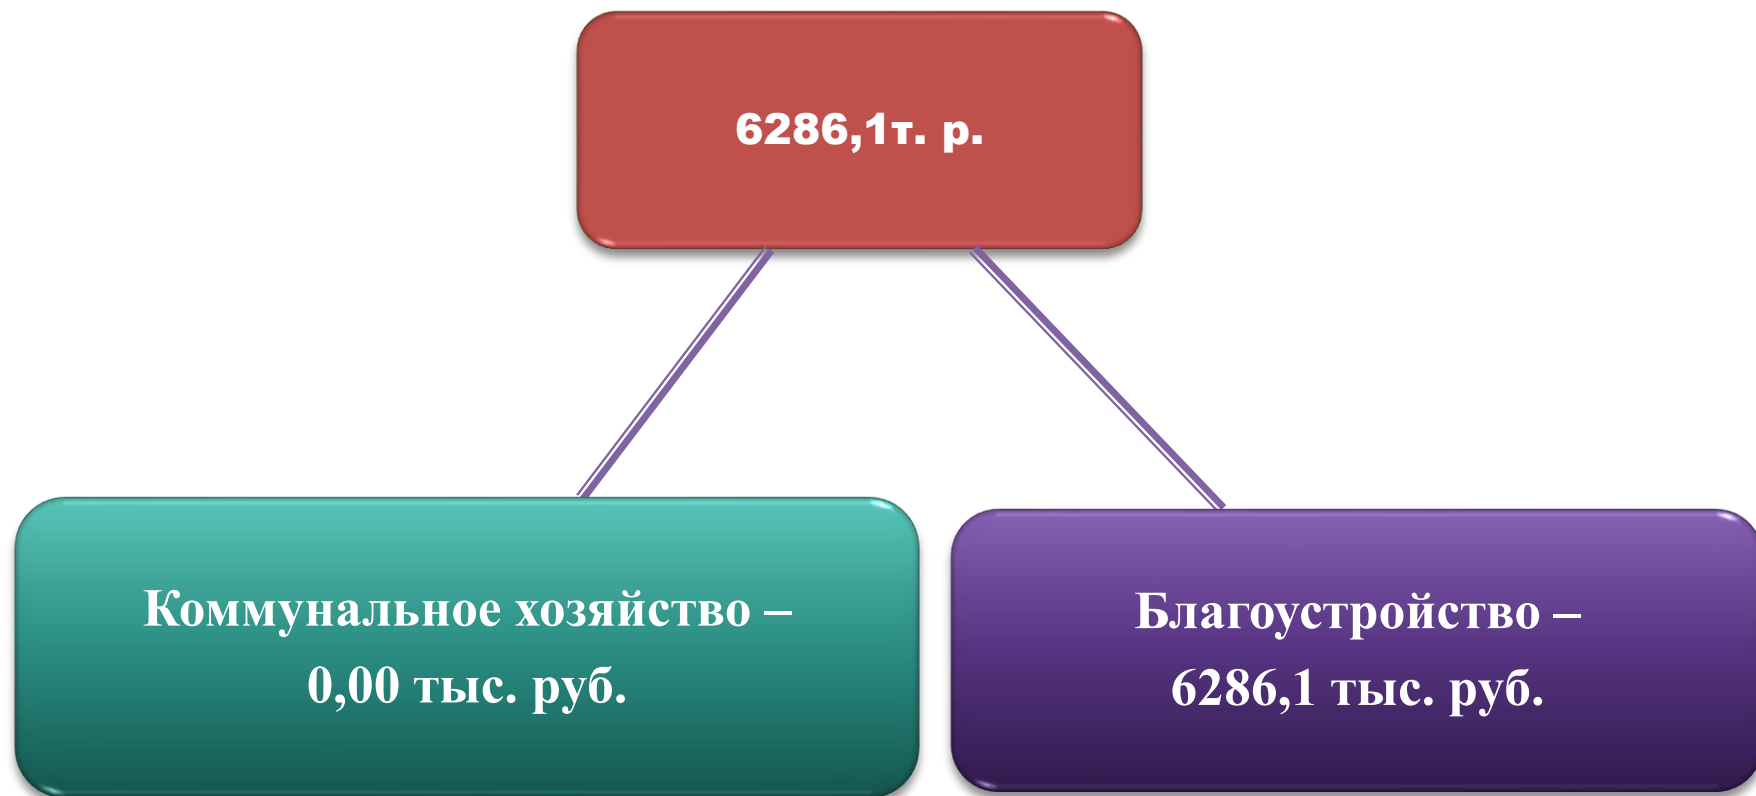 6286,1т. р.
Коммунальное хозяйство –
0,00 тыс. руб.
Благоустройство –
6286,1 тыс. руб.